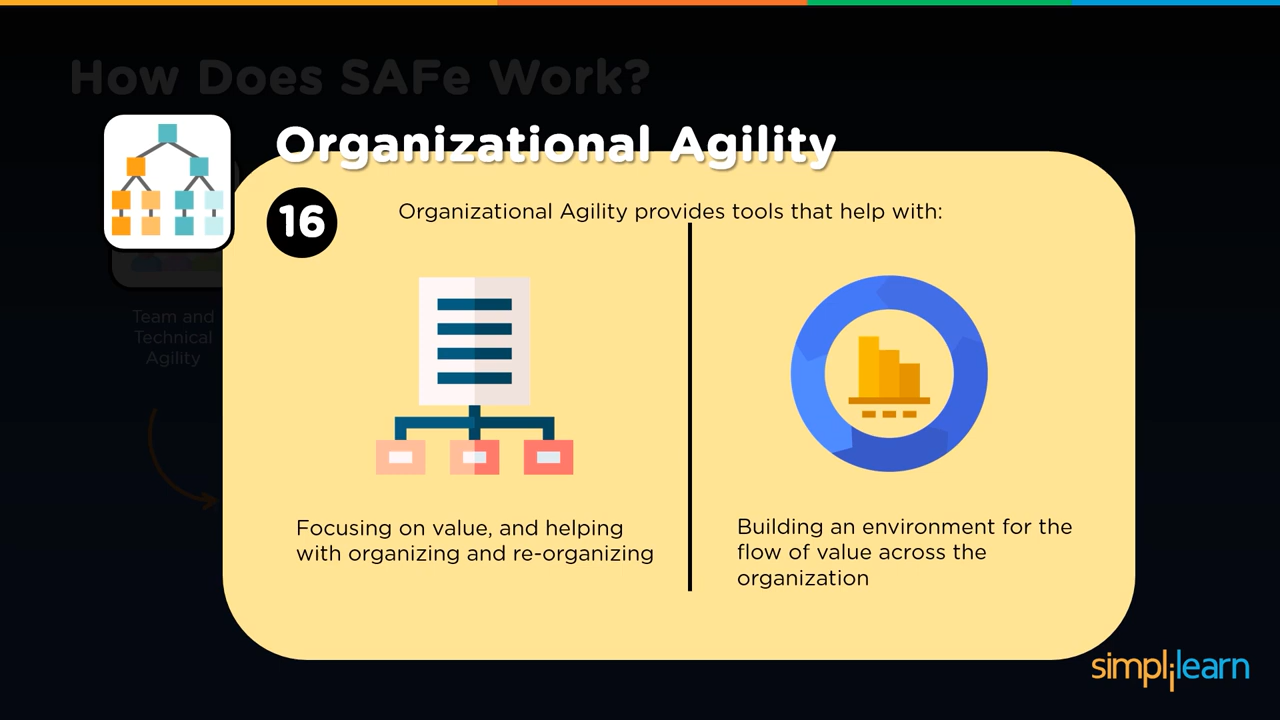 How Does SAFe Work?
Organizational Agility
16
Organizational Agility provides tools that help with:
Team and
Technical
Agility
Focusing on value, and helping
with organizing and re-organizing
Building an environment for the
flow of value across the
organization
simplilearn